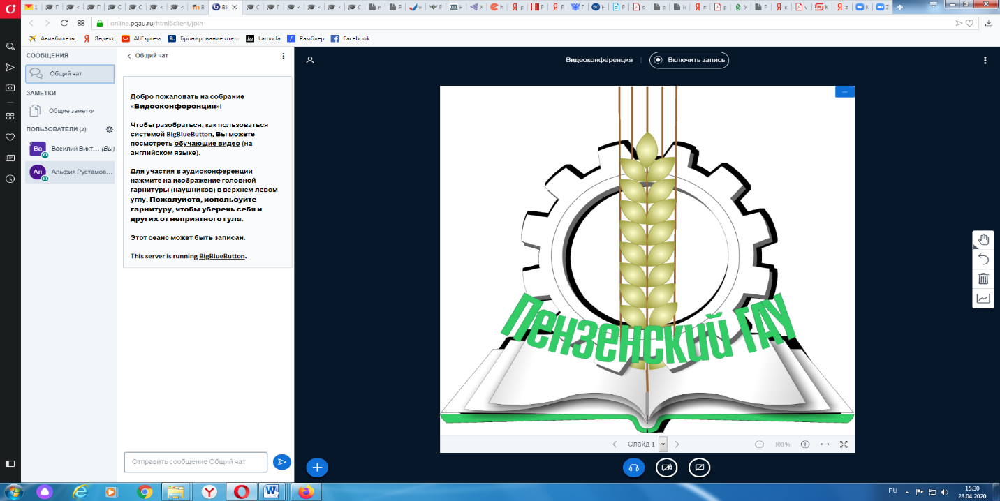 online.pgau.ru/html5client/join
Авиабилеты
Яндекс
AliExpress
Бронирование отел
Lamoda
Рамблер
Facebook
СООБЩЕНИЯ
Общий чат
ЗАМЕТКИ
Общие заметки
ПОЛЬЗОВАТЕЛИ (2)
Ва Василий Викт... (Вы)
Ал Альфия Рустамов...
Общий чат
Добро пожаловать на собрание
«Видеоконференция»!
Чтобы разобраться, как пользоваться
системой BigBlueButton, Вы можете
посмотреть обучающие видео (на
английском языке).
Для участия в аудиоконференции
нажмите на изображение головной
гарнитуры (наушников) в верхнем левом
углу. Пожалуйста, используйте
гарнитуру, чтобы уберечь себя и
других от неприятного гула.
Этот сеанс может быть записан.
This server is running BigBlueButton.
Отправить сообщение Общий чат
Видеоконференция
Включить запись
Пензенский ГАУ
Слайд 1
100 %
RU
15:30
28.04.2020